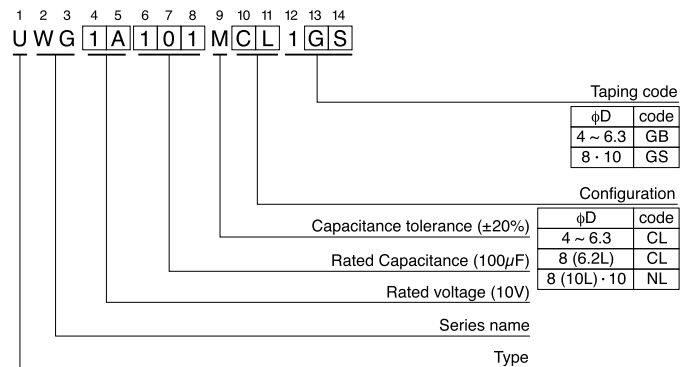 1 2 3 4 5 6 7 8 9 10 11 12 13 14
U W G 1 A 1 0 1 M C L 1 G S
Taping code
ϕD code
4 ~ 6.3 GB
8 · 10 GS
Configuration
ϕD code
4 ~ 6.3 CL
8 (6.2L) CL
8 (10L) · 10 NL
Capacitance tolerance (±20%)
Rated Capacitance (100µF)
Rated voltage (10V)
Series name
Type